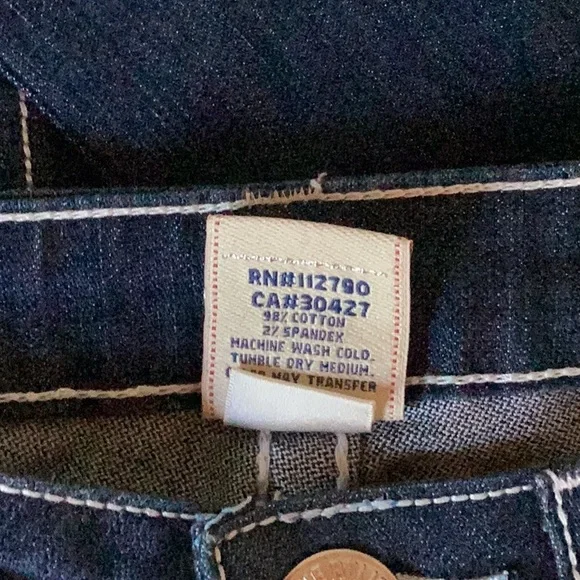 RN#112790
CA#30427
98% COTTON
2% SPANDEX
MACHINE WASH COLD.
TUMBLE DRY MEDIUM.
MAY TRANSFER